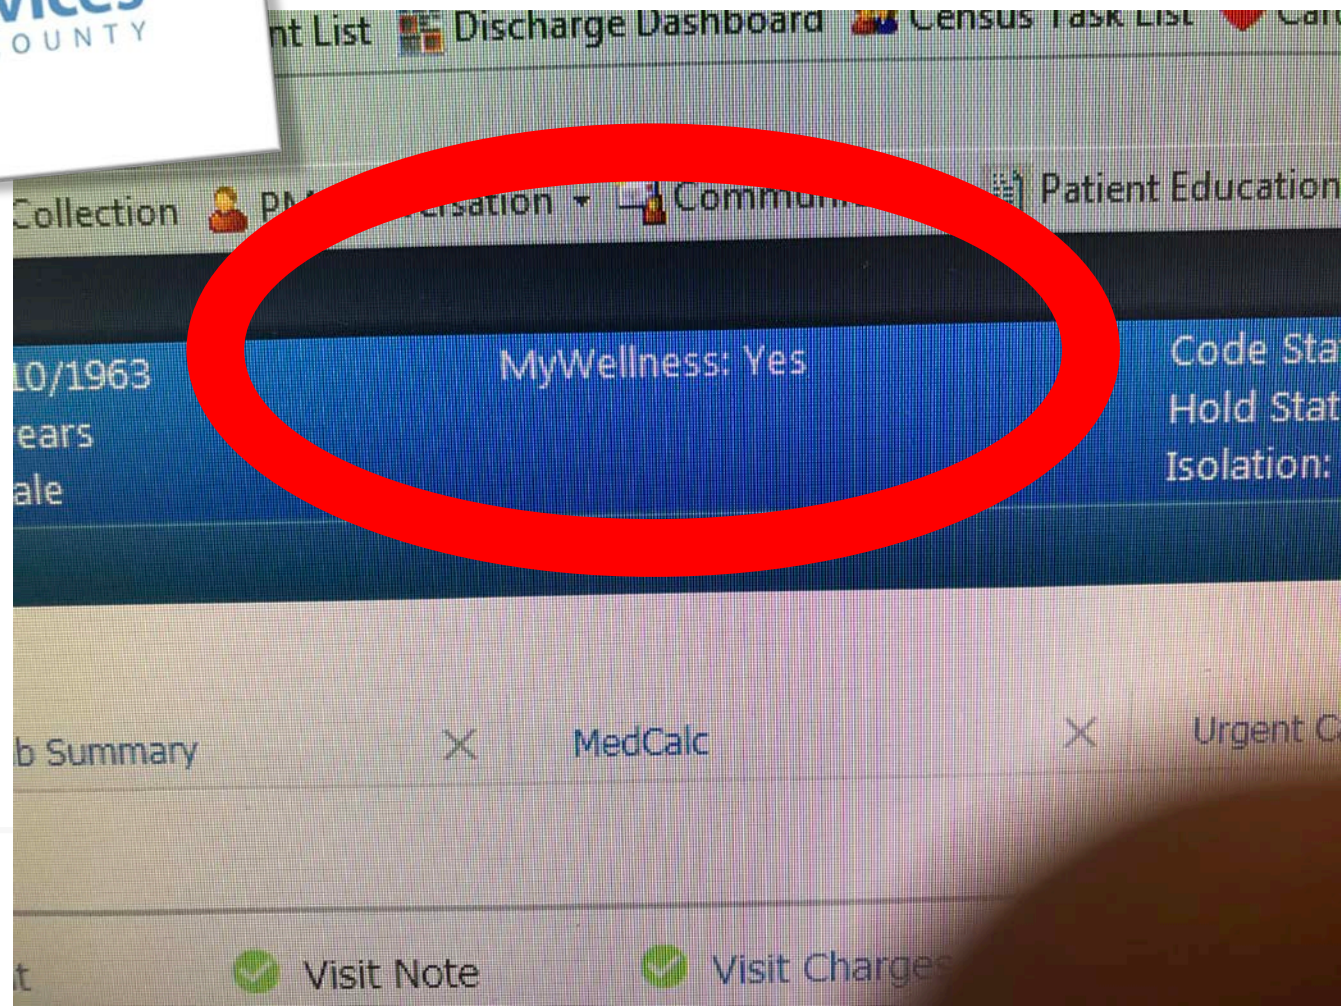 OUNTY
nt List Discharge Dashboard Census Task List
Collection Patient Education
10/1963
MyWellness: Yes
Code Sta
ears
Hold Stat
ale
Isolation:
b Summary
MedCalc
Urgent Ca
Visit Note
Visit Charges